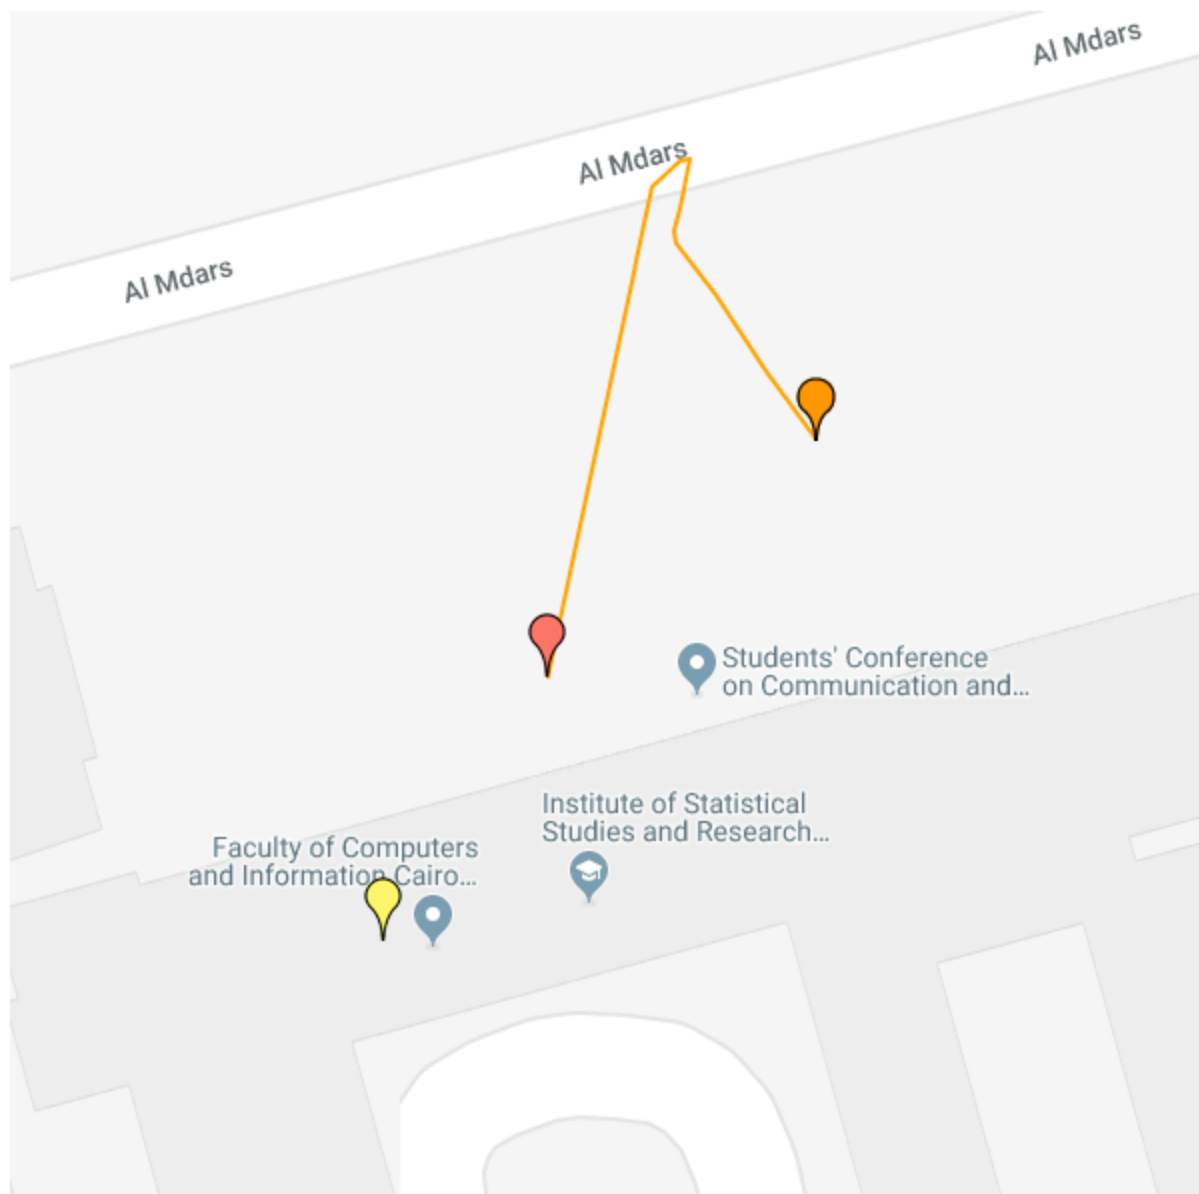 Al Mdars
Al Mdars
Al Mdars
Students' Conference
on Communication and...
Institute of Statistical
Studies and Research...
Faculty of Computers
and Information Cairo...